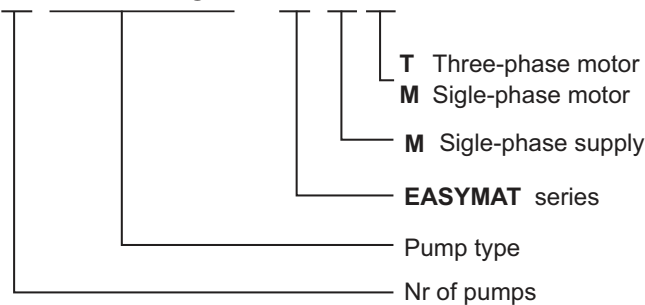 T Three-phase motor
M Sigle-phase motor
M Sigle-phase supply
EASYMAT series
Pump type
Nr of pumps